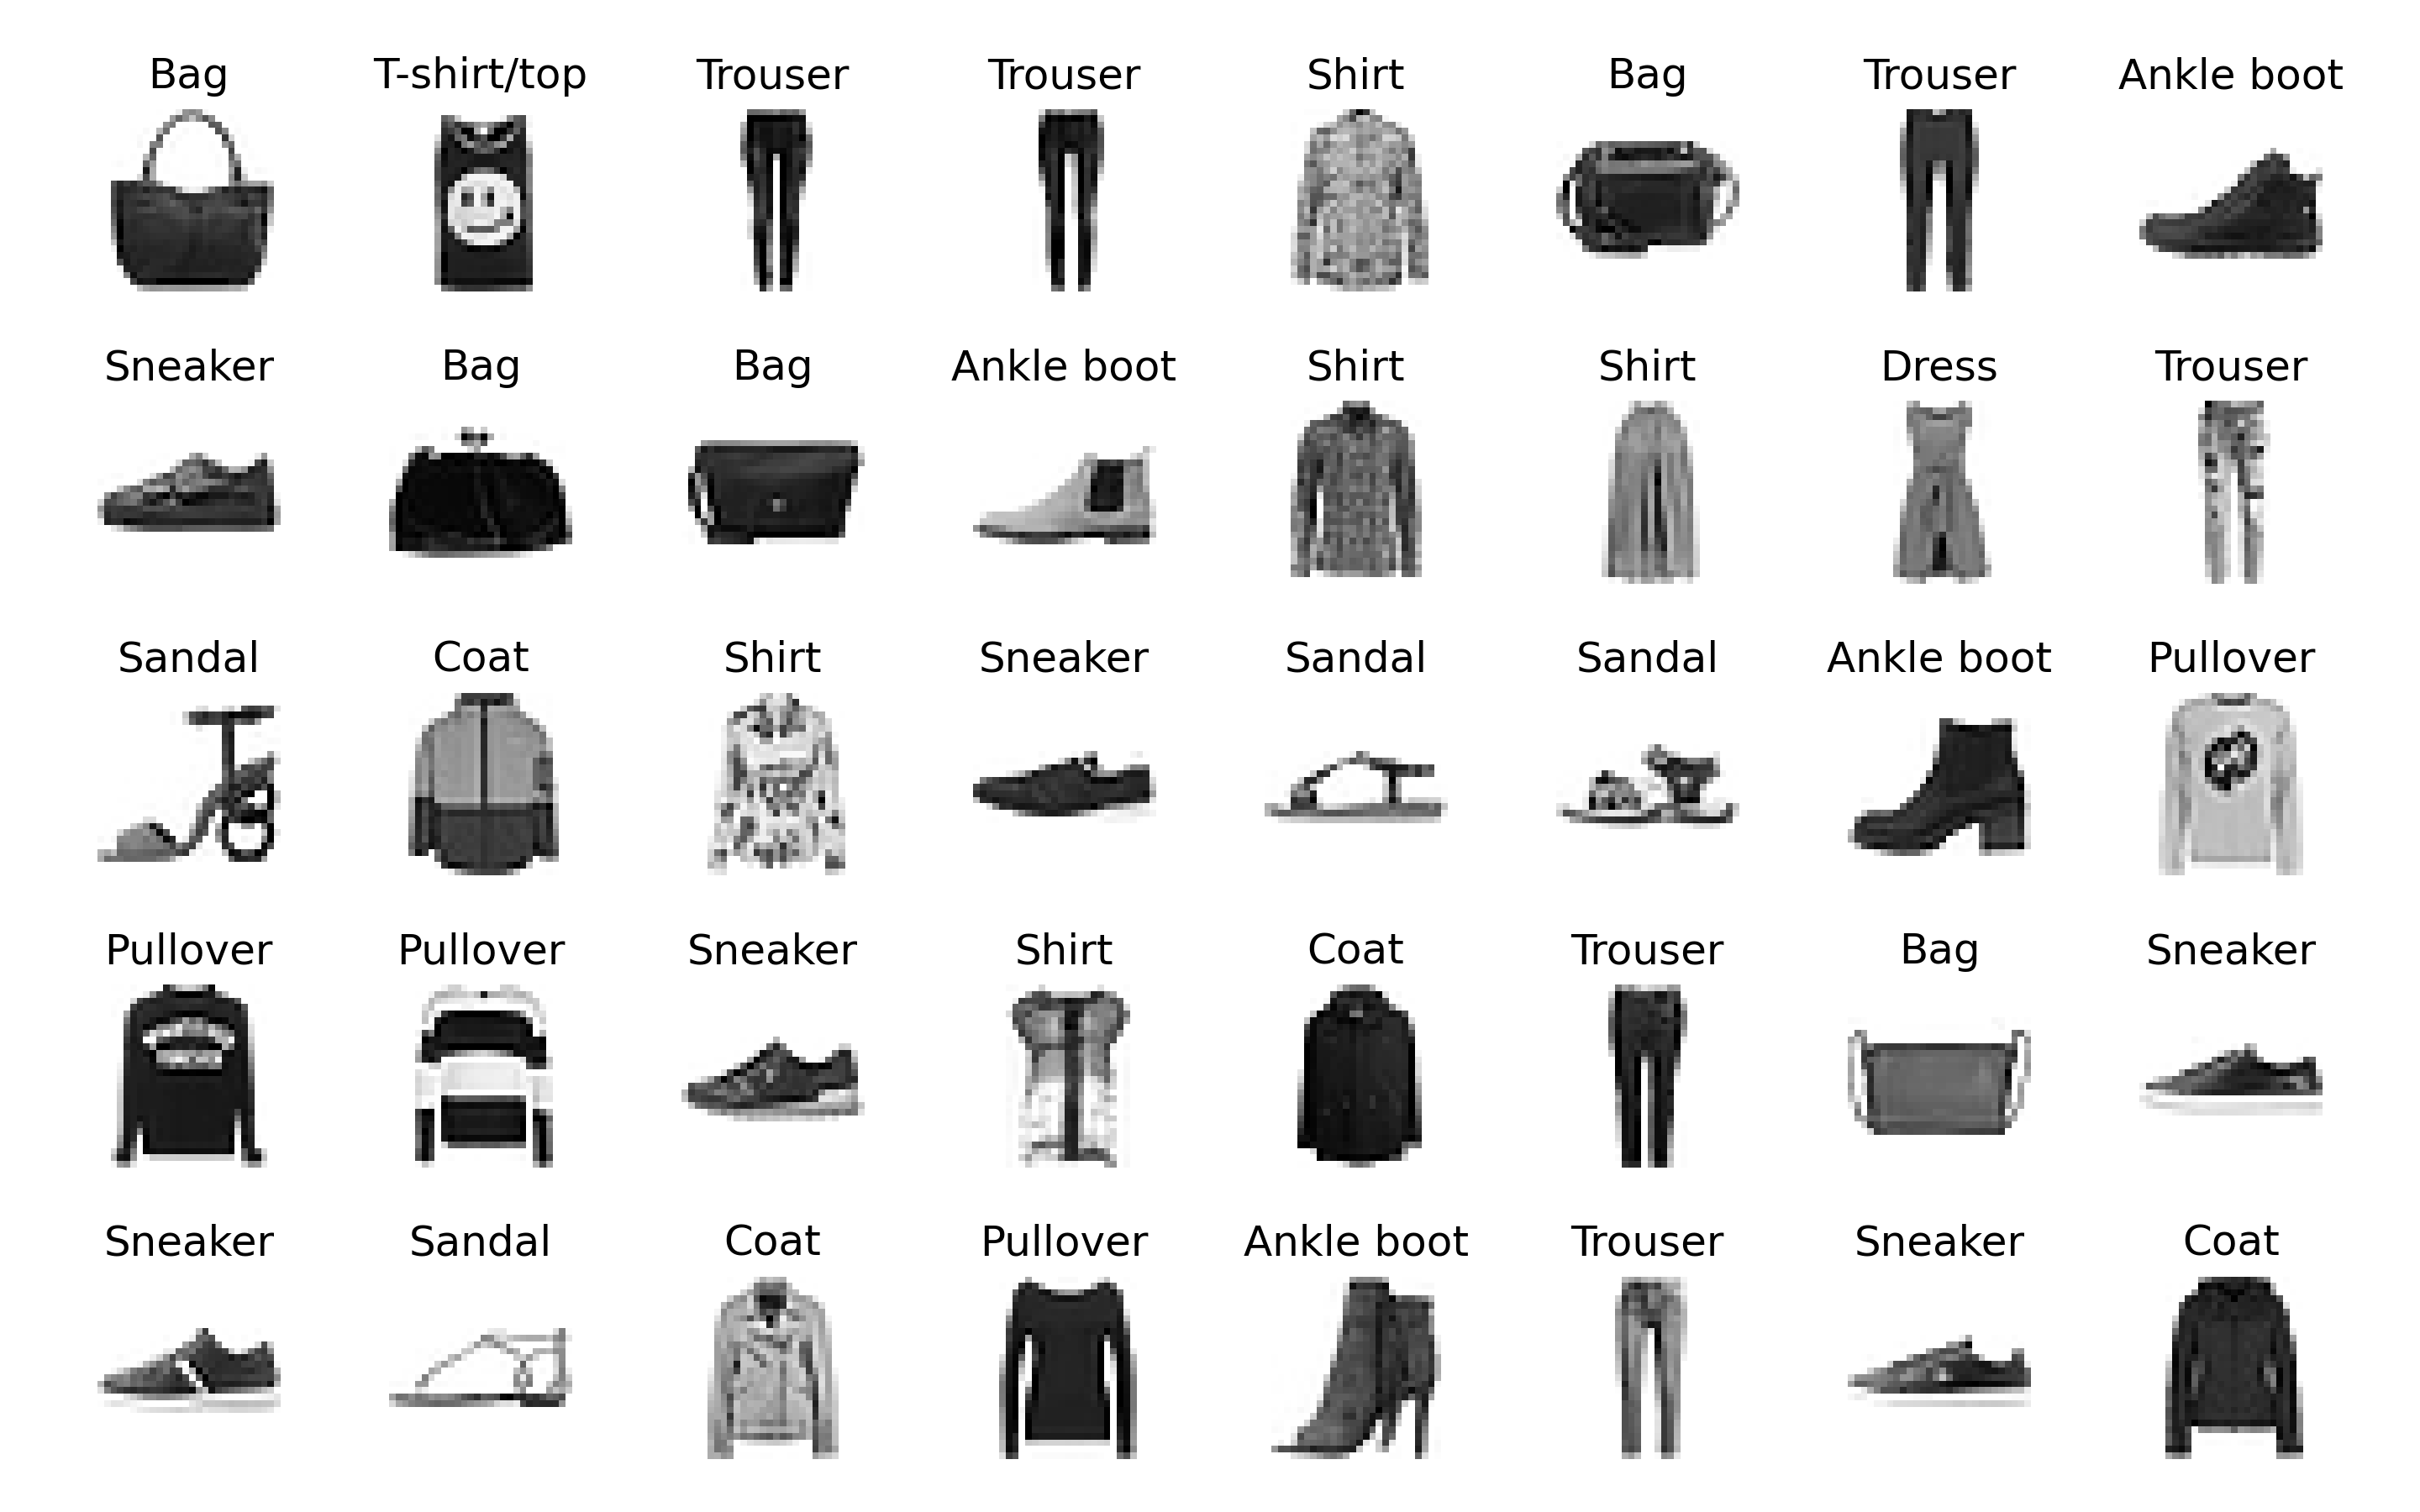 Bag T-shirt/top Trouser Trouser Shirt Bag Trouser Ankle boot
Sneaker Bag Bag Ankle boot Shirt Shirt Dress Trouser
Sandal Coat Shirt Sneaker Sandal Sandal Ankle boot Pullover
Pullover Pullover Sneaker Shirt Coat Trouser Bag Sneaker
Sneaker Sandal Coat Pullover Ankle boot Trouser Sneaker Coat